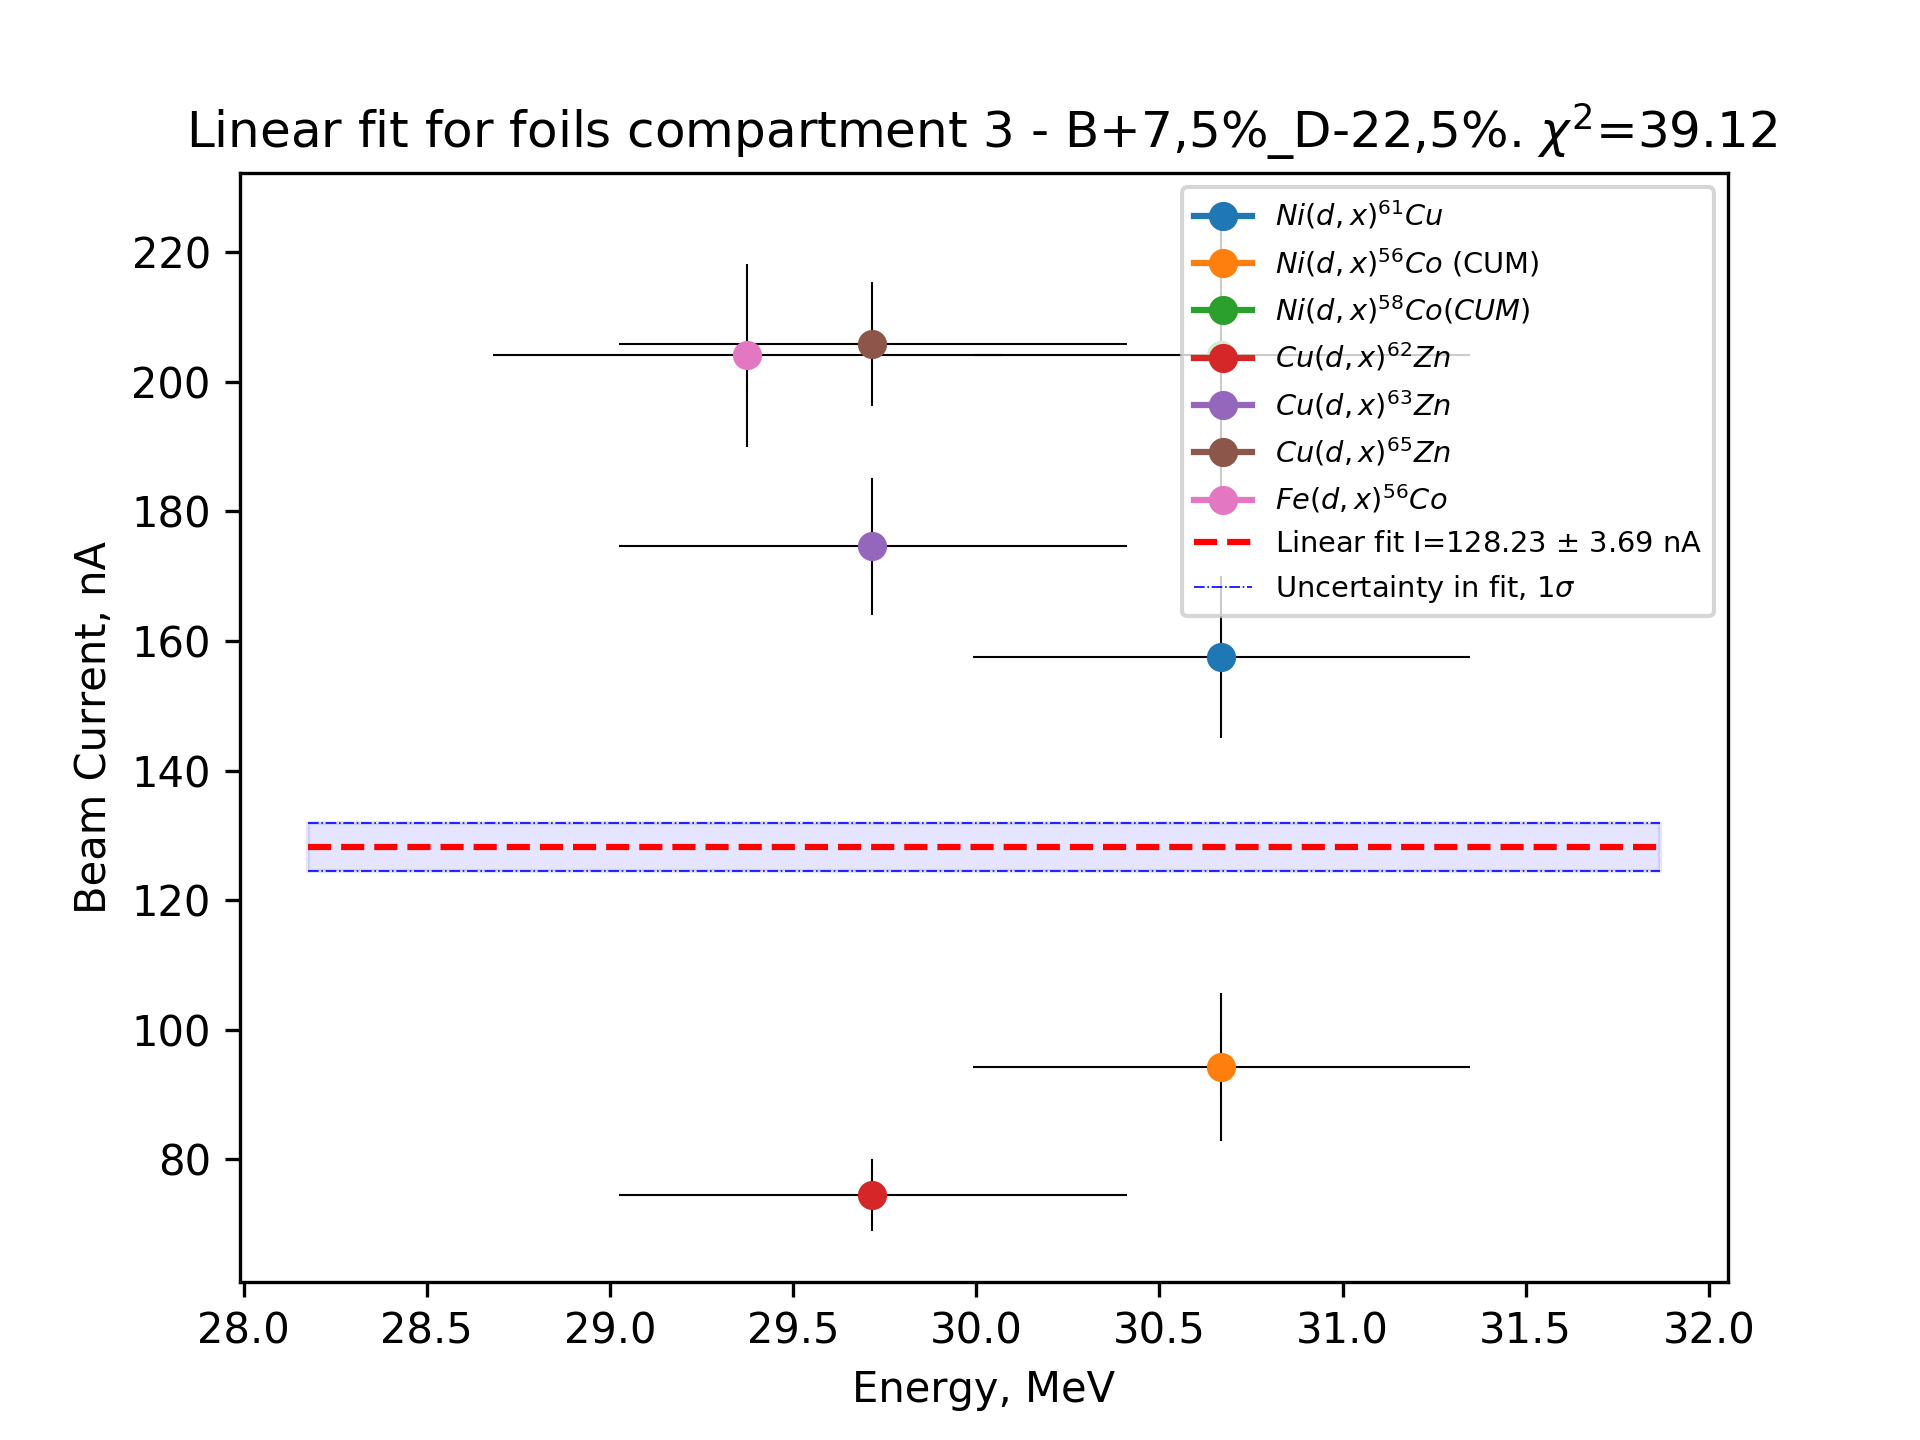 Linear fit for foils compartment 3 - B+7,5%_D-22,5%. χ²=39.12
Ni(d, x)⁶¹Cu
Ni(d, x)⁵⁶Co (CUM)
Ni(d, x)⁵⁸Co(CUM)
Cu(d, x)⁶²Zn
Cu(d, x)⁶³Zn
Cu(d, x)⁶⁵Zn
Fe(d, x)⁵⁶Co
Linear fit I=128.23 ± 3.69 nA
Uncertainty in fit, 1σ
Beam Current, nA
220
200
180
160
140
120
100
80
28.0 28.5 29.0 29.5 30.0 30.5 31.0 31.5 32.0
Energy, MeV